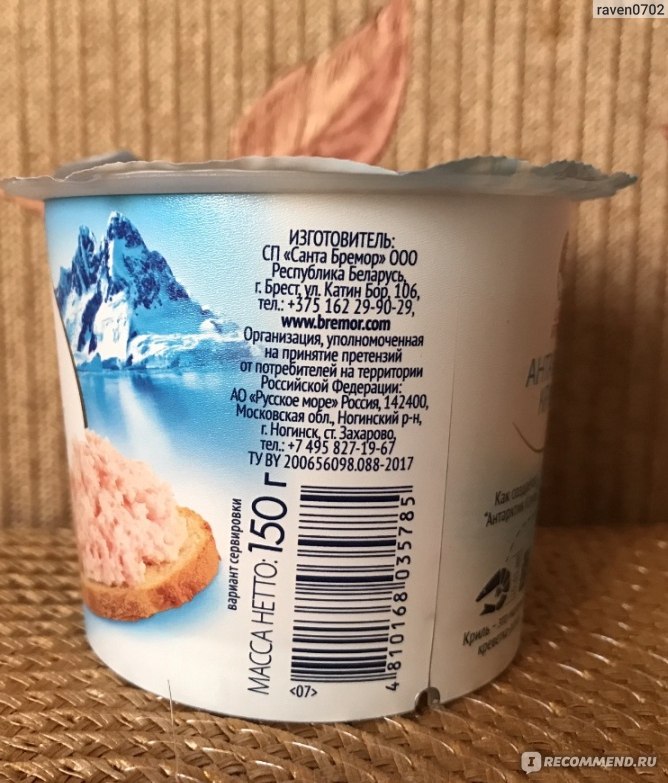 raven0702
ИЗГОТОВИТЕЛЬ:
СП «Санта Бремор» ООО
Республика Беларусь,
г. Брест, ул. Катин Бор, 106,
тел.: +375 162 29-90-29,
www.bremor.com
Организация, уполномоченная
на принятие претензий
от потребителей на территории
Российской Федерации:
АО «Русское море» Россия, 142400,
Московская обл., Ногинский р-н,
г. Ногинск, ст. Захарово,
тел.: +7 495 827-19-67
ТУ BY 200656098.088-2017
вариант сервировки
МАССА НЕТТО: 150 г
4 810168 035785
<07>
Как
Криль –
IRECOMMEND.RU